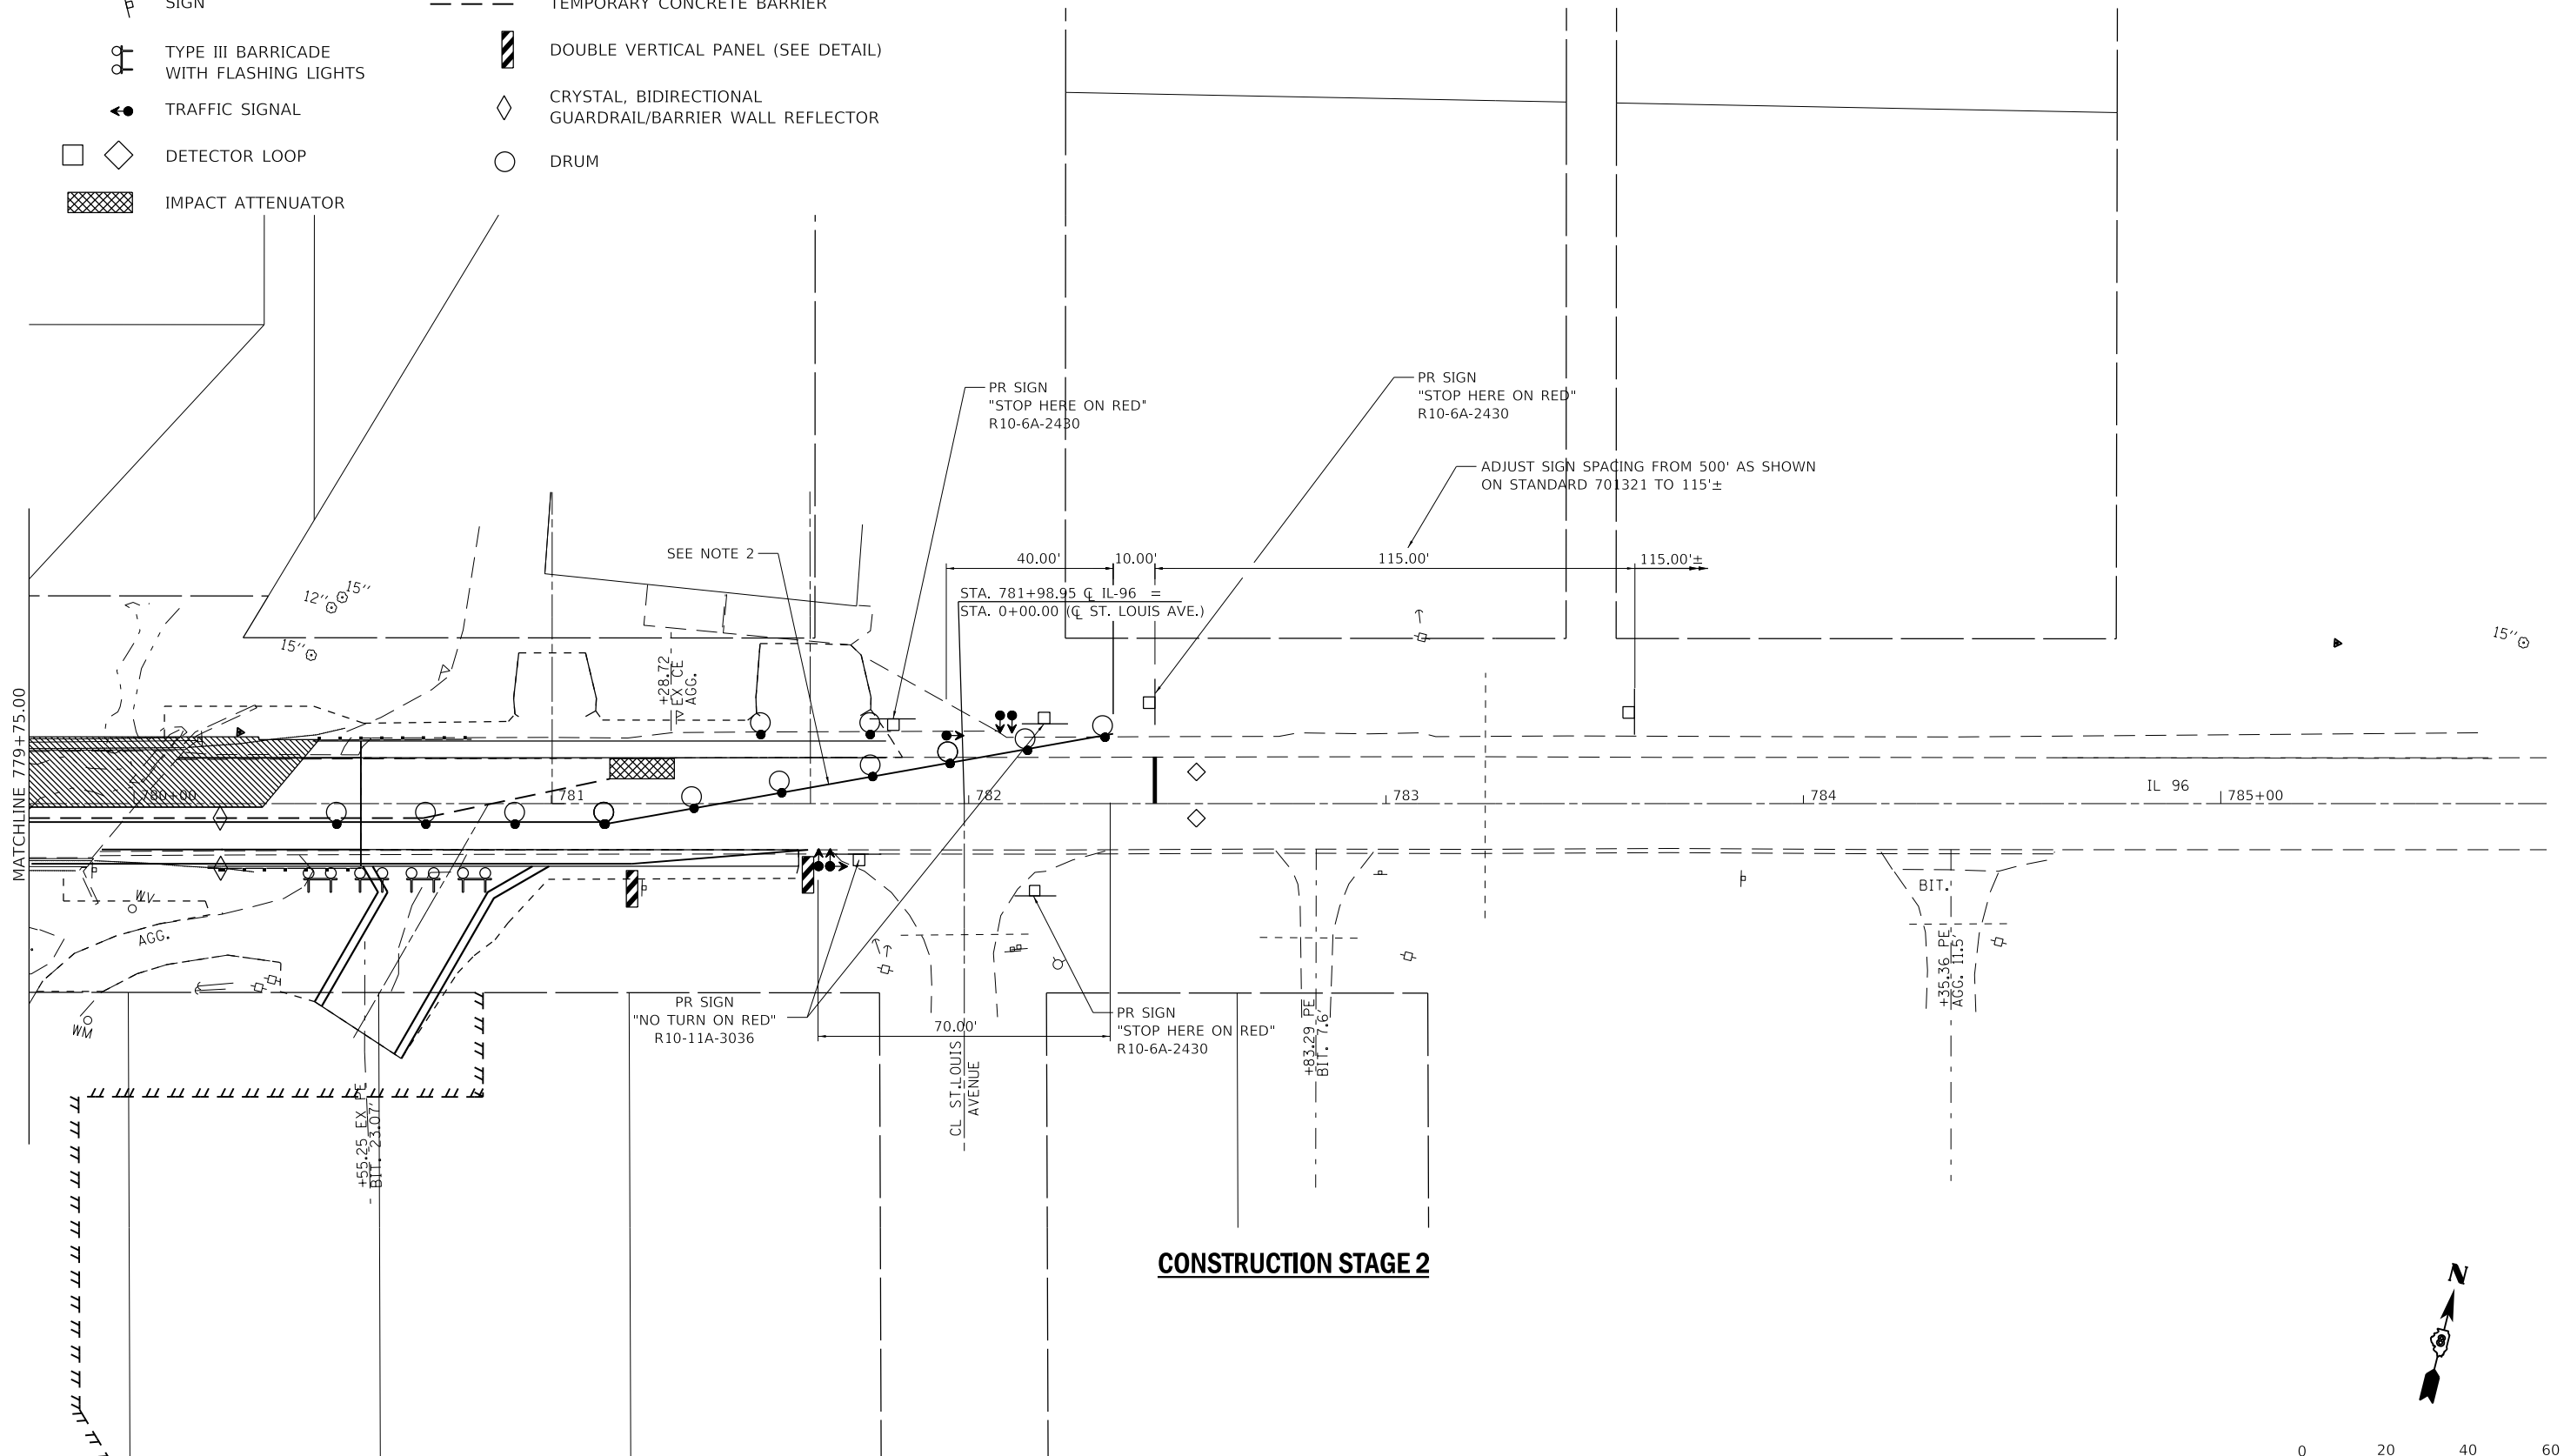 SIGN
TEMPORARY CONCRETE BARRIER
TYPE III BARRICADE
WITH FLASHING LIGHTS
DOUBLE VERTICAL PANEL (SEE DETAIL)
TRAFFIC SIGNAL
CRYSTAL, BIDIRECTIONAL
GUARDRAIL/BARRIER WALL REFLECTOR
DETECTOR LOOP
DRUM
IMPACT ATTENUATOR
PR SIGN
"STOP HERE ON RED"
R10-6A-2430
PR SIGN
"STOP HERE ON RED"
R10-6A-2430
ADJUST SIGN SPACING FROM 500' AS SHOWN
ON STANDARD 701321 TO 115'±
SEE NOTE 2
40.00'
10.00'
115.00'
115.00'±
STA. 781+98.95 ℄ IL-96 =
STA. 0+00.00 (℄ ST. LOUIS AVE.)
12''
15''
15''
15''
+28.72
EX CE
AGG.
MATCHLINE 779+75.00
780+00
781
782
783
784
785+00
IL 96
WV
AGG.
WM
BIT.
PR SIGN
"NO TURN ON RED"
R10-11A-3036
70.00'
PR SIGN
"STOP HERE ON RED"
R10-6A-2430
CL ST.LOUIS
AVENUE
+83.29 PE
BIT. 7.6'
+35.36 PE
AGG. 11.5'
+55.25 EX PE
BIT. 23.07'
CONSTRUCTION STAGE 2
N
8
0 20 40 60